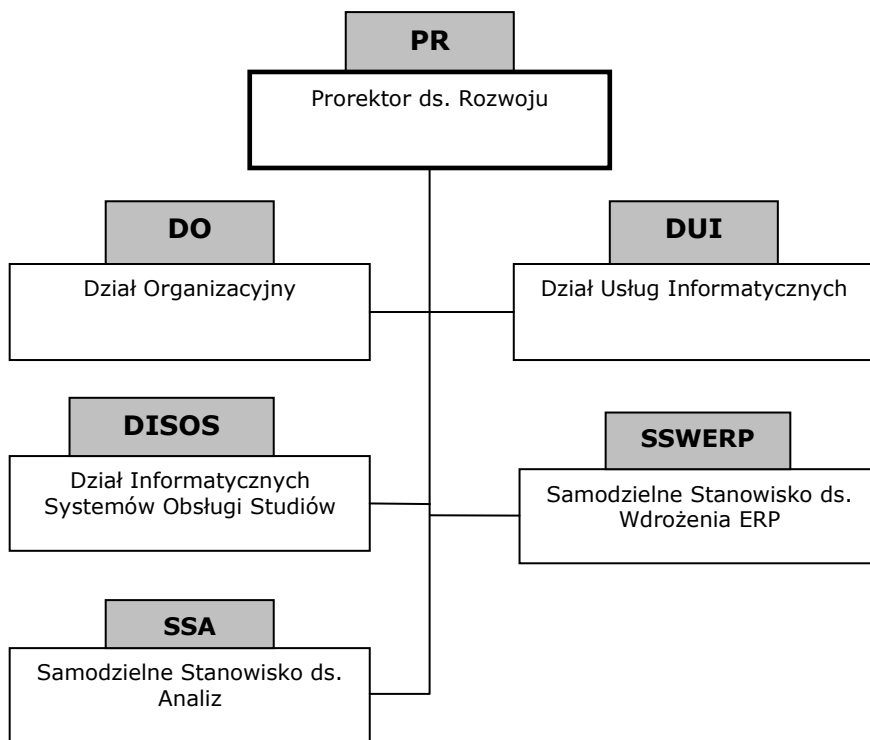 PR
Prorektor ds. Rozwoju
DO
Dział Organizacyjny
DUI
Dział Usług Informatycznych
DISOS
Dział Informatycznych
Systemów Obsługi Studiów
SSWERP
Samodzielne Stanowisko ds.
Wdrożenia ERP
SSA
Samodzielne Stanowisko ds.
Analiz